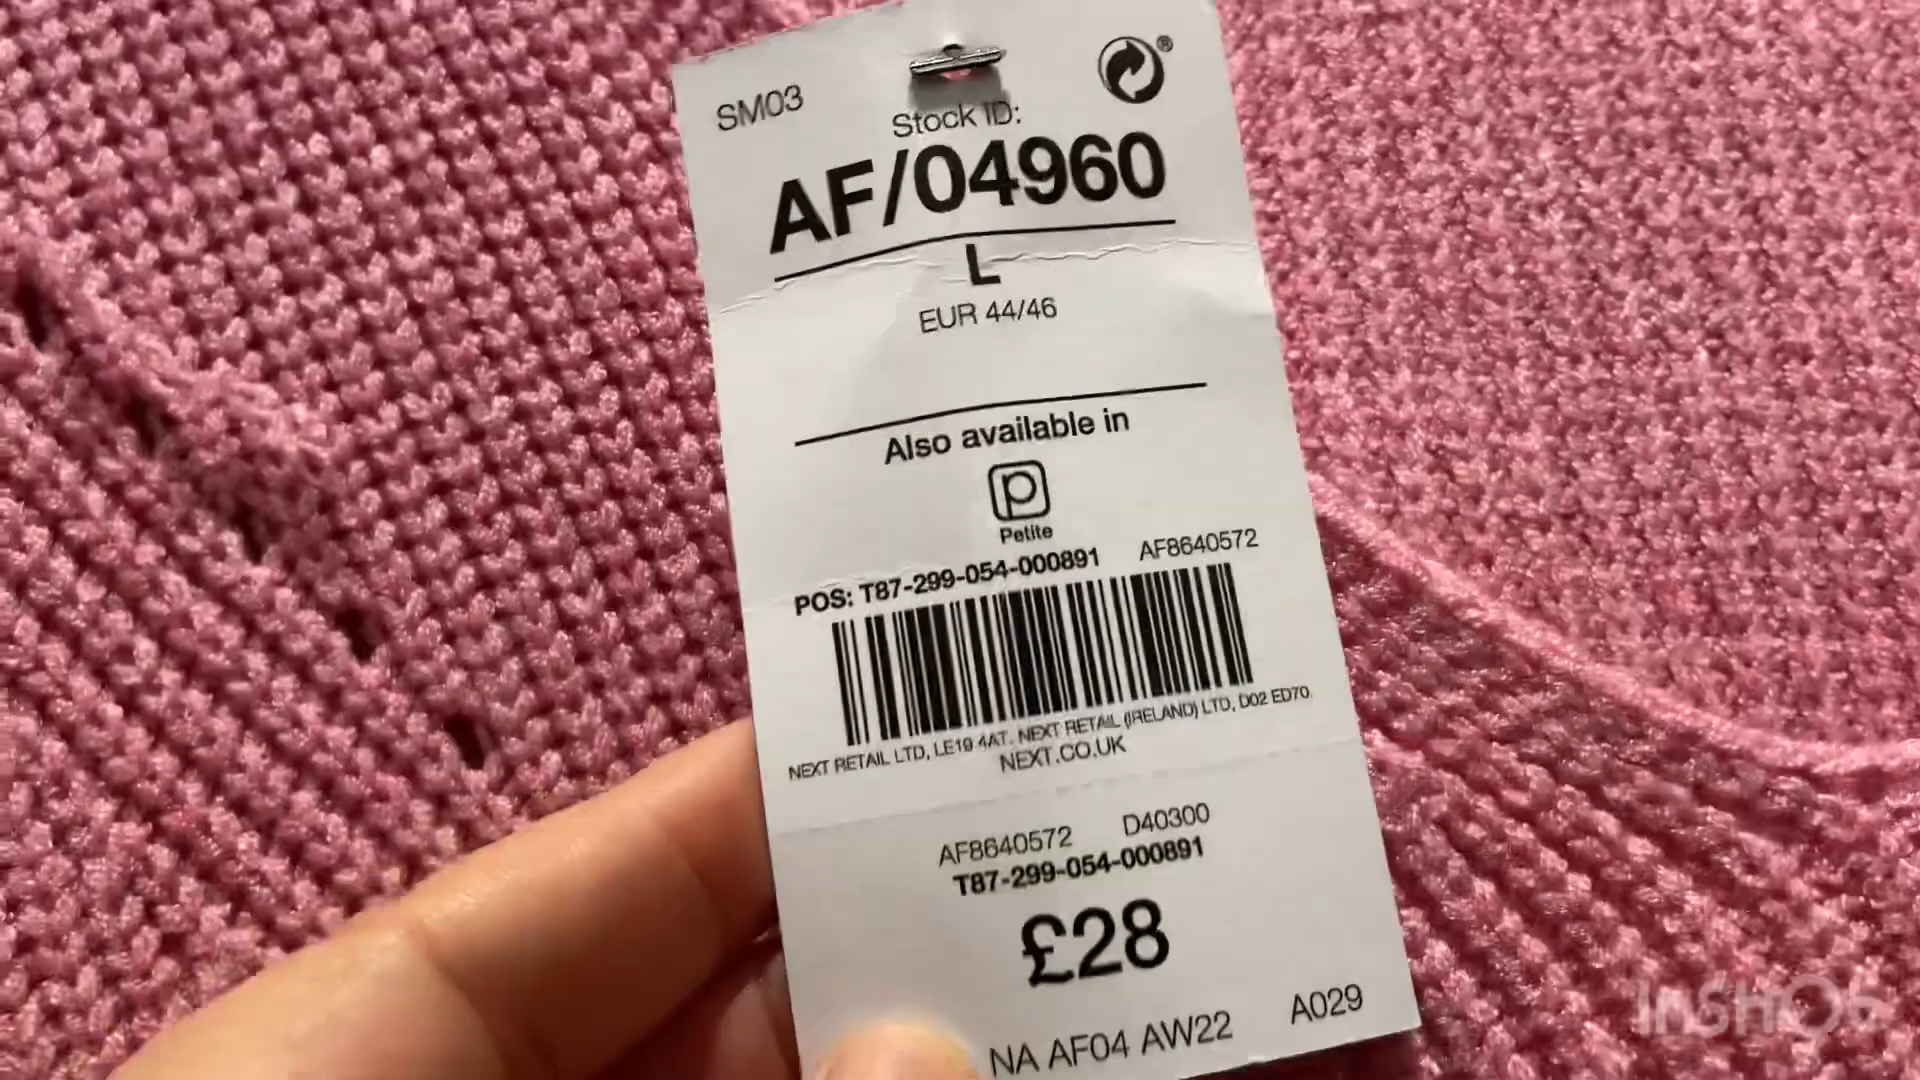 SM03
®
Stock ID:
AF/04960
L
EUR 44/46
Also available in
P
Petite
POS: T87-299-054-000891 AF8640572
NEXT RETAIL LTD, LE19 4AT. NEXT RETAIL (IRELAND) LTD, D02 ED70.
NEXT.CO.UK
AF8640572 D40300
T87-299-054-000891
£28
NA AF04 AW22 A029
InShOt